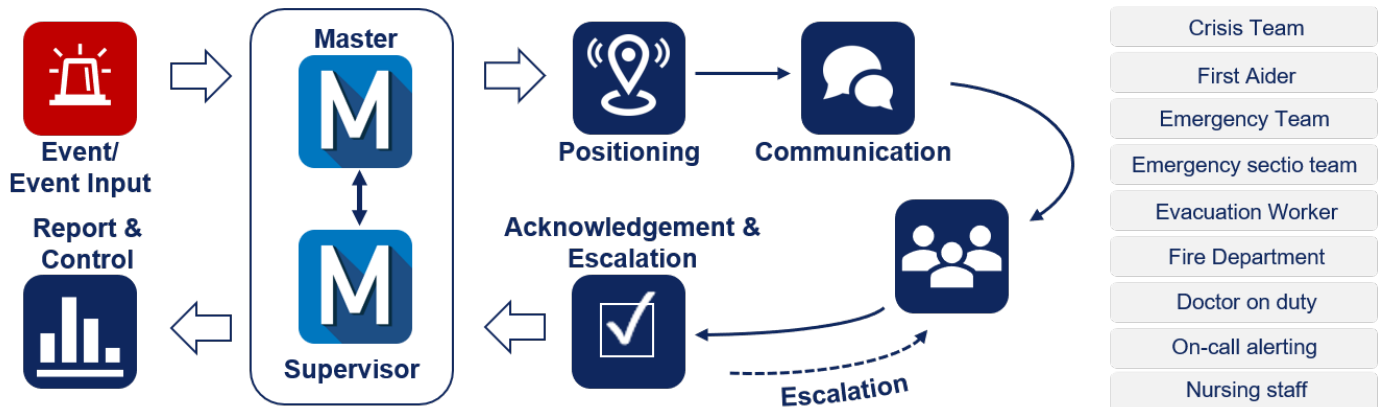 Event/
Event Input
Master
M
M
Supervisor
Positioning
Communication
Acknowledgement &
Escalation
Escalation
Report &
Control
Crisis Team
First Aider
Emergency Team
Emergency sectio team
Evacuation Worker
Fire Department
Doctor on duty
On-call alerting
Nursing staff